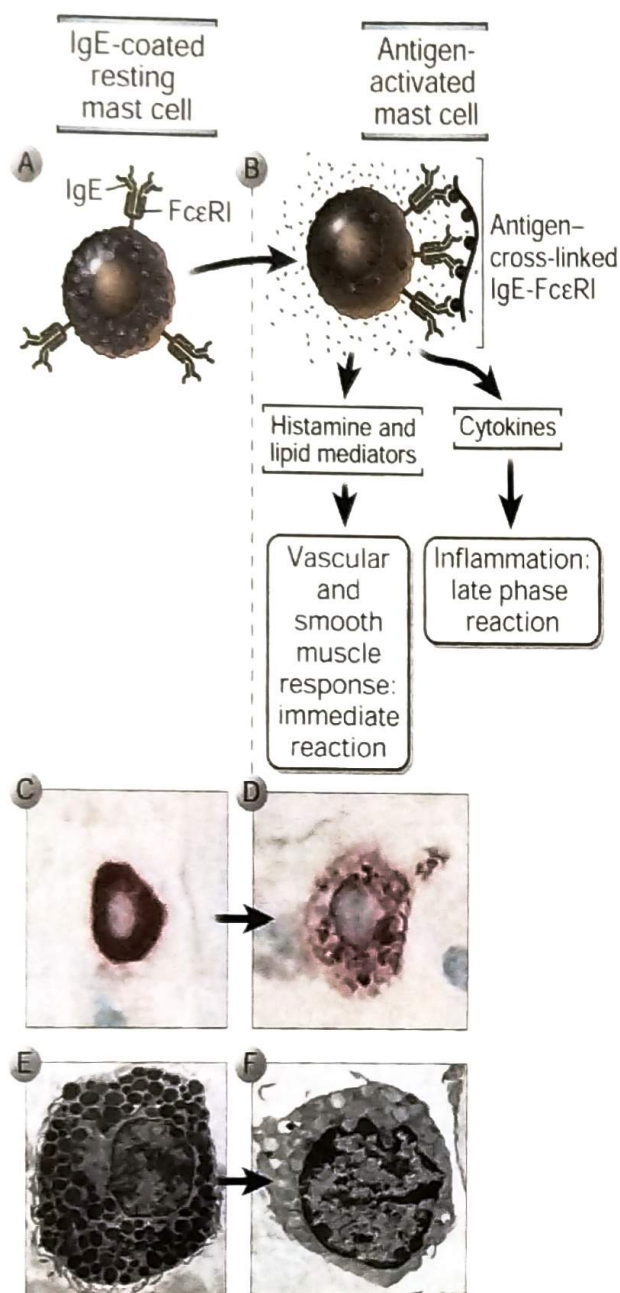 IgE-coated
resting
mast cell
Antigen-
activated
mast cell
A
IgE
FcεRI
B
Antigen–
cross-linked
IgE-FcεRI
Histamine and
lipid mediators
Cytokines
Vascular
and
smooth
muscle
response:
immediate
reaction
Inflammation:
late phase
reaction
C
D
E
F